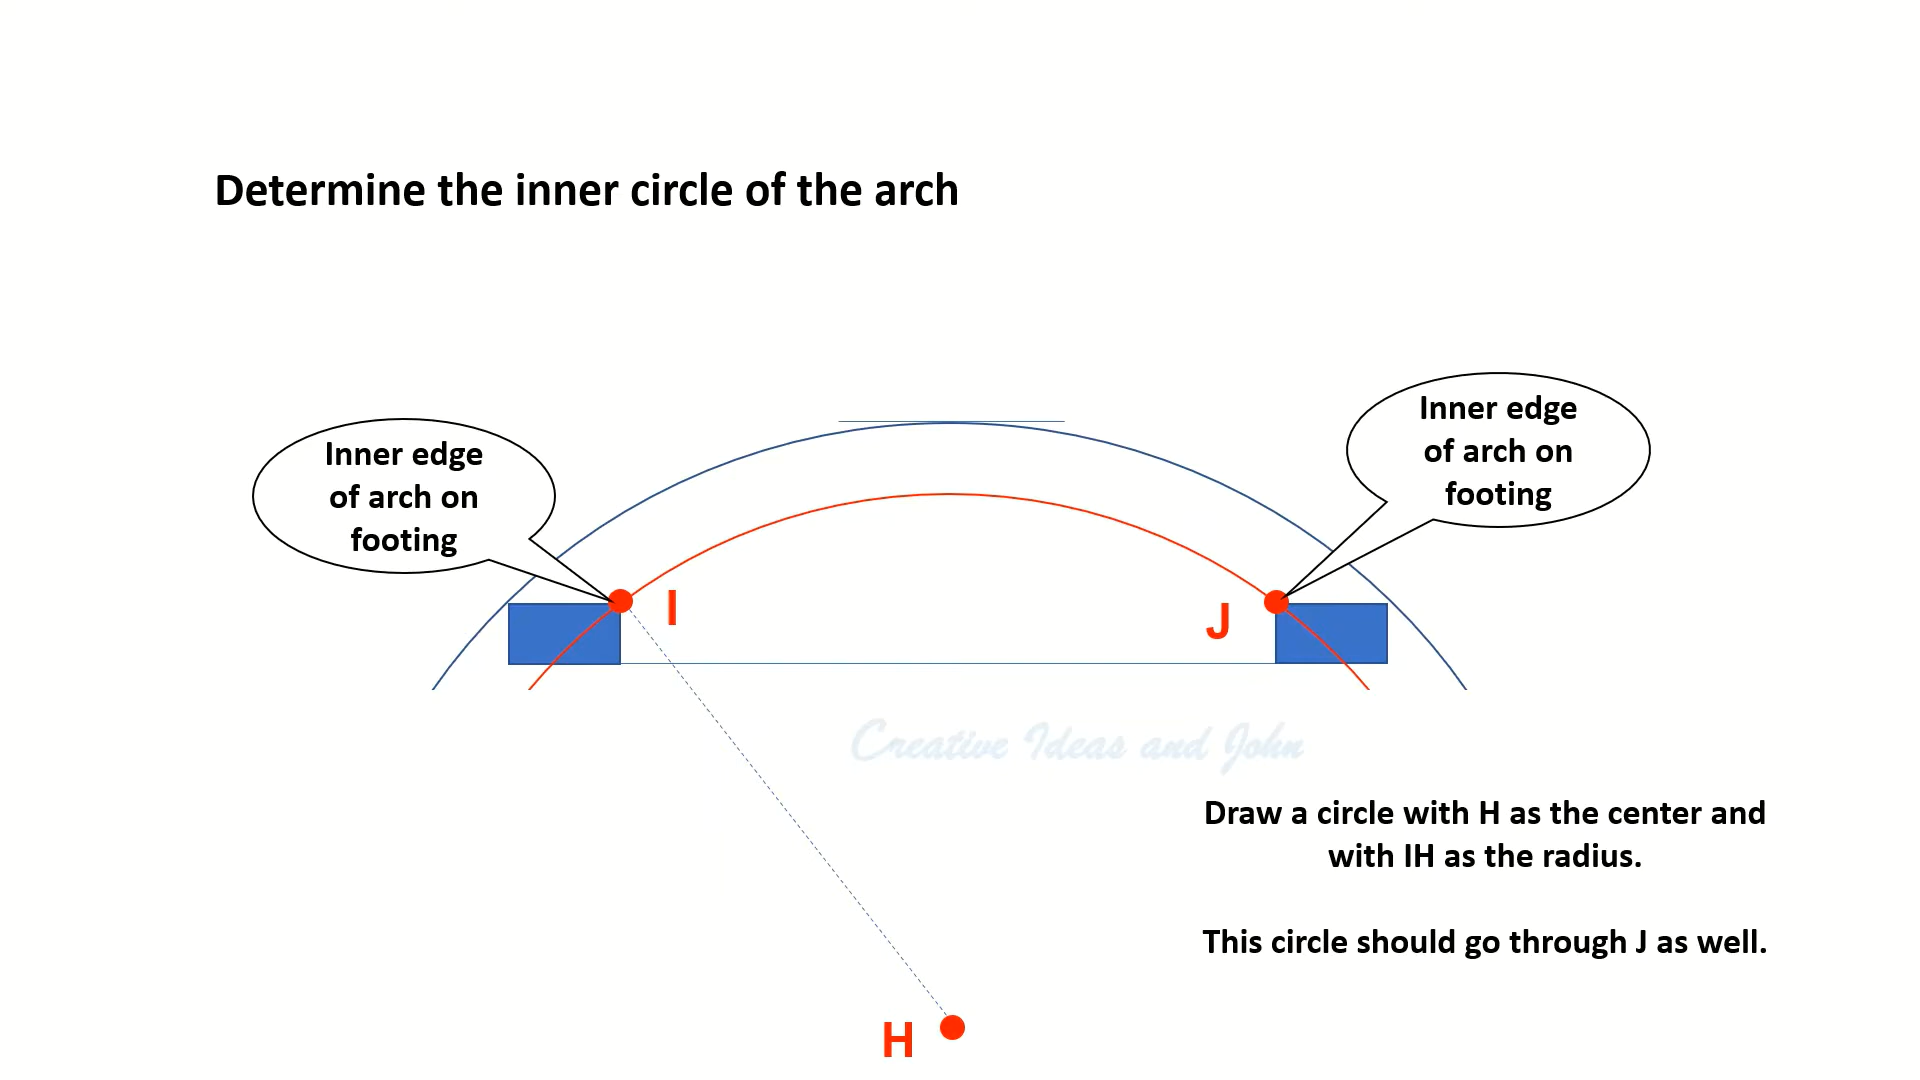 Determine the inner circle of the arch
Inner edge
of arch on
footing
Inner edge
of arch on
footing
I
J
Creative Ideas and John
Draw a circle with H as the center and
with IH as the radius.
This circle should go through J as well.
H